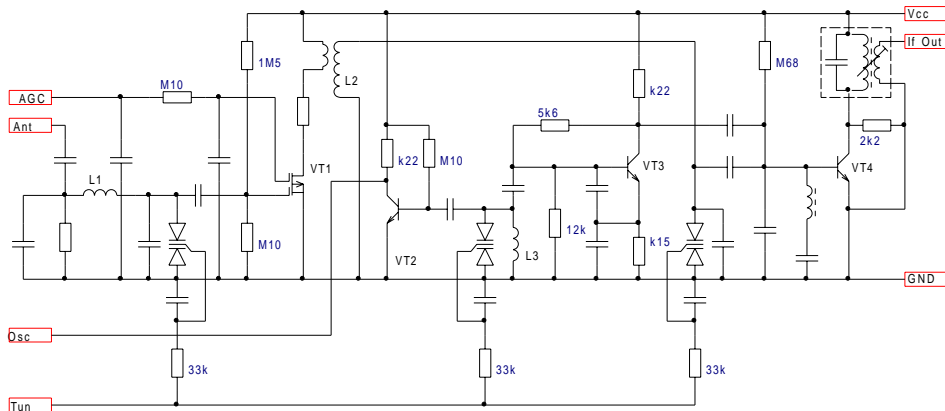 Vcc
If Out
1M5
M68
L2
M10
AGC
k22
5k6
Ant
2k2
k22
M10
VT1
VT3
VT4
L1
12k
k15
M10
VT2
L3
GND
Osc
33k
33k
33k
Tun